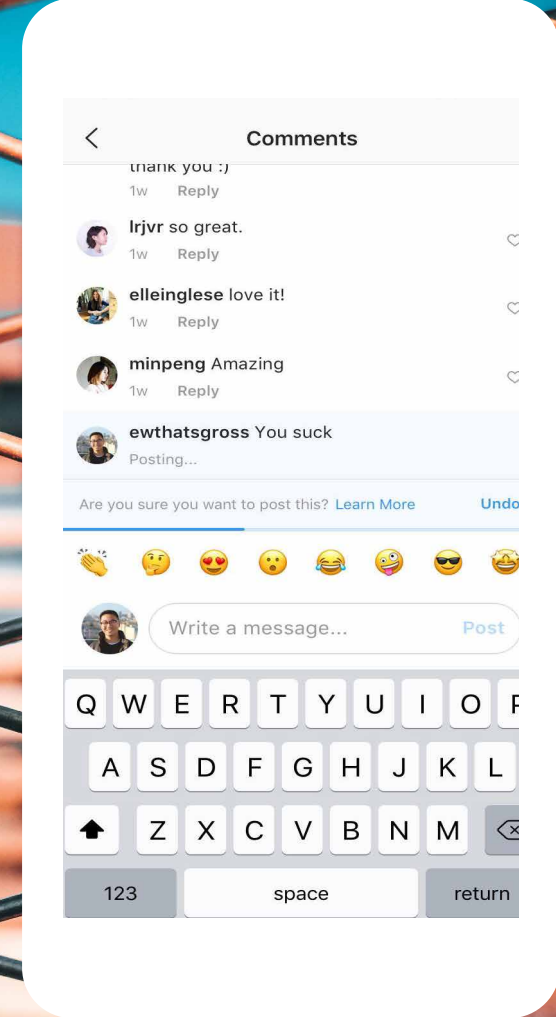 Comments
thank you :)
1w Reply
lrjvr so great.
1w Reply
elleinglese love it!
1w Reply
minpeng Amazing
1w Reply
ewthatsgross You suck
Posting...
Are you sure you want to post this? Learn More Undo
Write a message... Post
Q W E R T Y U I O P
A S D F G H J K L
Z X C V B N M
123 space return